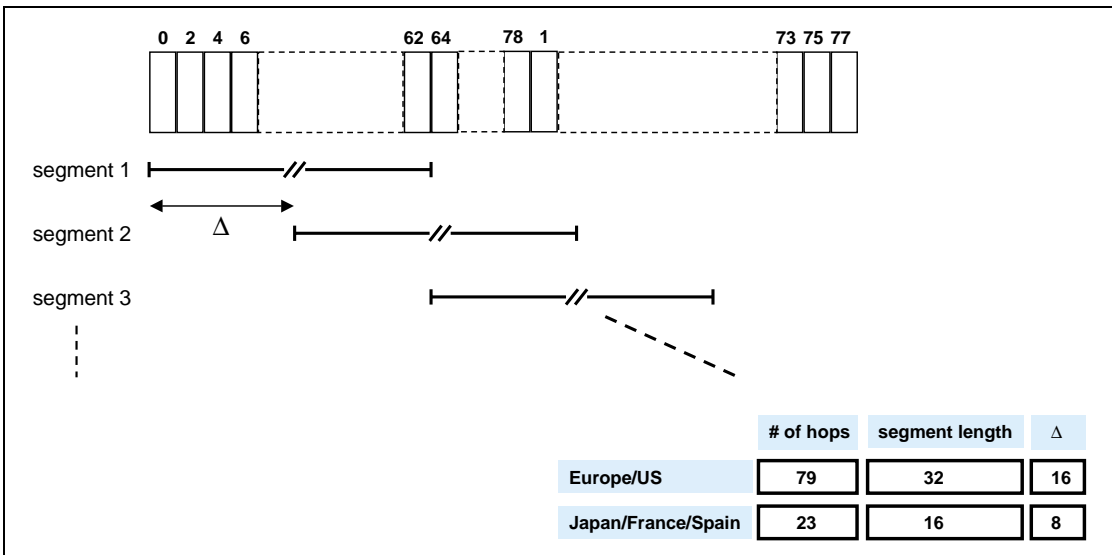 0 2 4 6 62 64 78 1 73 75 77
segment 1
Δ
segment 2
segment 3
# of hops segment length Δ
Europe/US 79 32 16
Japan/France/Spain 23 16 8